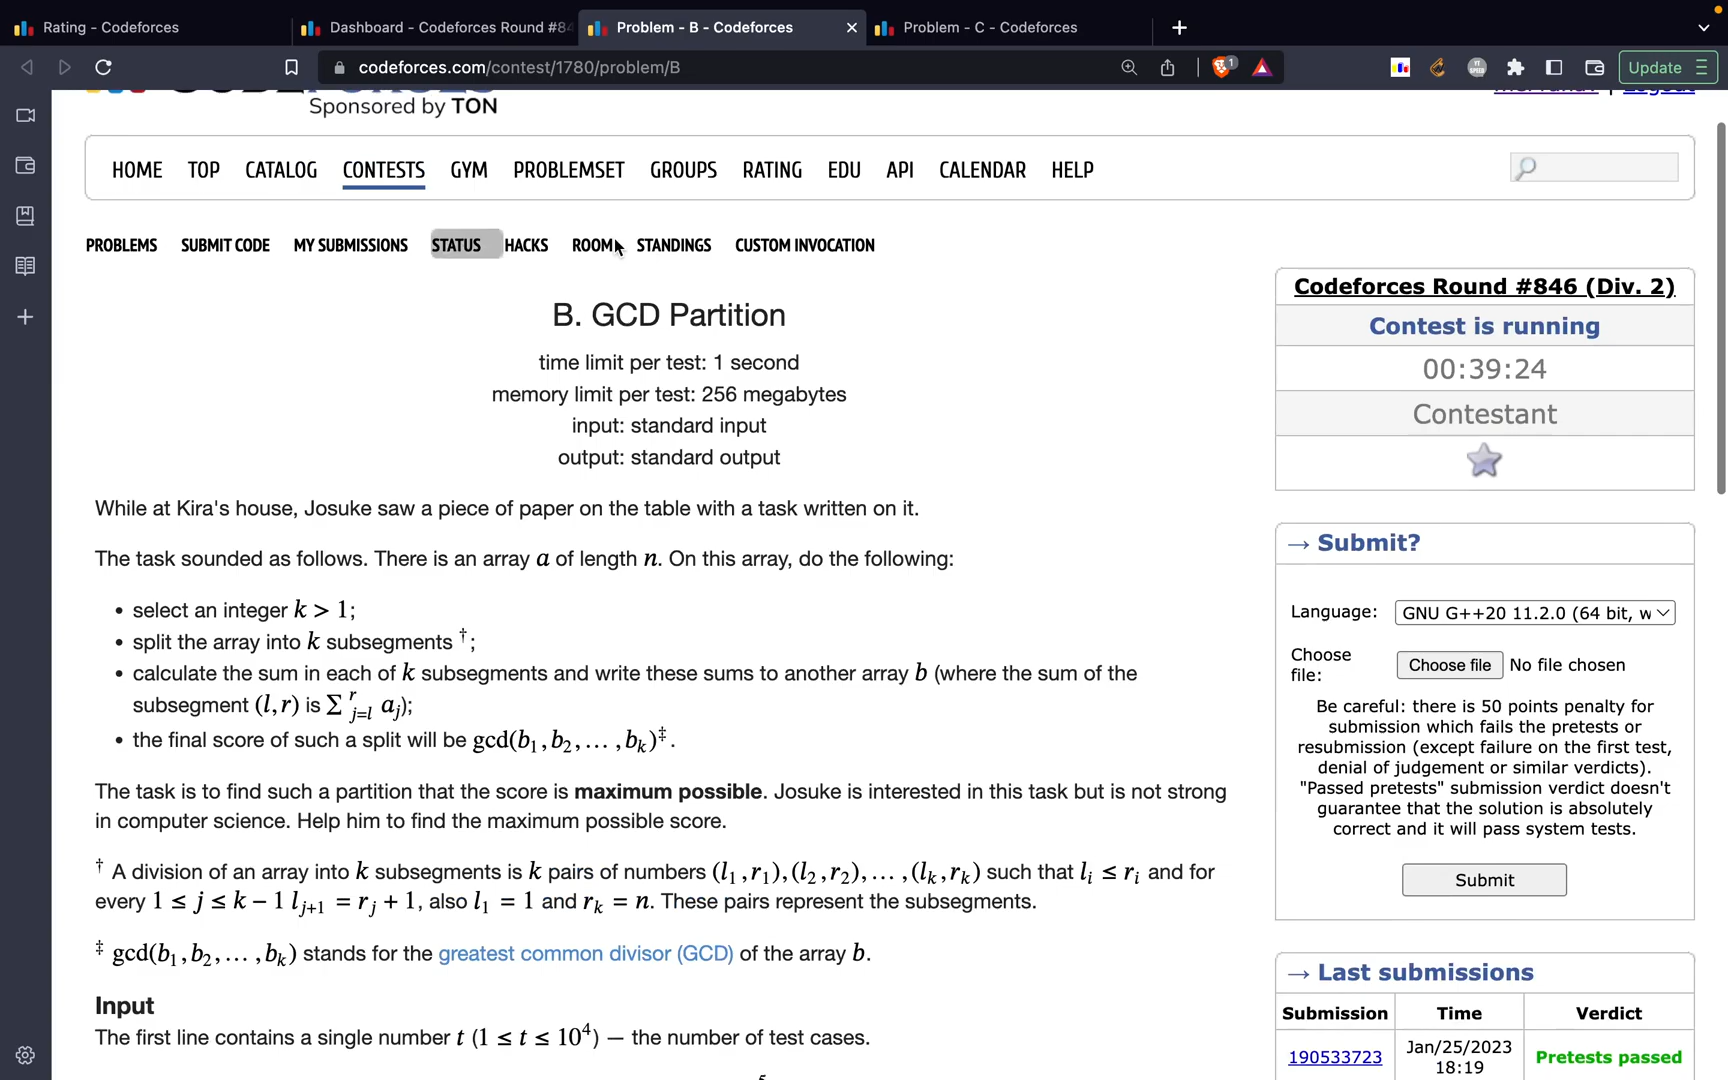 Rating - Codeforces
Dashboard - Codeforces Round #84
Problem - B - Codeforces
Problem - C - Codeforces
codeforces.com/contest/1780/problem/B
1
Update
Sponsored by TON
Logout
HOME TOP CATALOG CONTESTS GYM PROBLEMSET GROUPS RATING EDU API CALENDAR HELP
PROBLEMS SUBMIT CODE MY SUBMISSIONS STATUS HACKS ROOM STANDINGS CUSTOM INVOCATION
B. GCD Partition
time limit per test: 1 second
memory limit per test: 256 megabytes
input: standard input
output: standard output
While at Kira's house, Josuke saw a piece of paper on the table with a task written on it.
The task sounded as follows. There is an array a of length n. On this array, do the following:
• select an integer k > 1;
• split the array into k subsegments †;
• calculate the sum in each of k subsegments and write these sums to another array b (where the sum of the
subsegment (l, r) is ∑ r j=l aj);
• the final score of such a split will be gcd(b1, b2, … , bk)‡.
The task is to find such a partition that the score is maximum possible. Josuke is interested in this task but is not strong
in computer science. Help him to find the maximum possible score.
† A division of an array into k subsegments is k pairs of numbers (l1, r1), (l2, r2), … , (lk, rk) such that li ≤ ri and for
every 1 ≤ j ≤ k − 1 lj+1 = rj + 1, also l1 = 1 and rk = n. These pairs represent the subsegments.
‡ gcd(b1, b2, … , bk) stands for the greatest common divisor (GCD) of the array b.
Input
The first line contains a single number t (1 ≤ t ≤ 10^4) — the number of test cases.
Codeforces Round #846 (Div. 2)
Contest is running
00:39:24
Contestant
→ Submit?
Language: GNU G++20 11.2.0 (64 bit, w
Choose
file: Choose file No file chosen
Be careful: there is 50 points penalty for
submission which fails the pretests or
resubmission (except failure on the first test,
denial of judgement or similar verdicts).
"Passed pretests" submission verdict doesn't
guarantee that the solution is absolutely
correct and it will pass system tests.
Submit
→ Last submissions
Submission Time Verdict
190533723 Jan/25/2023
18:19 Pretests passed